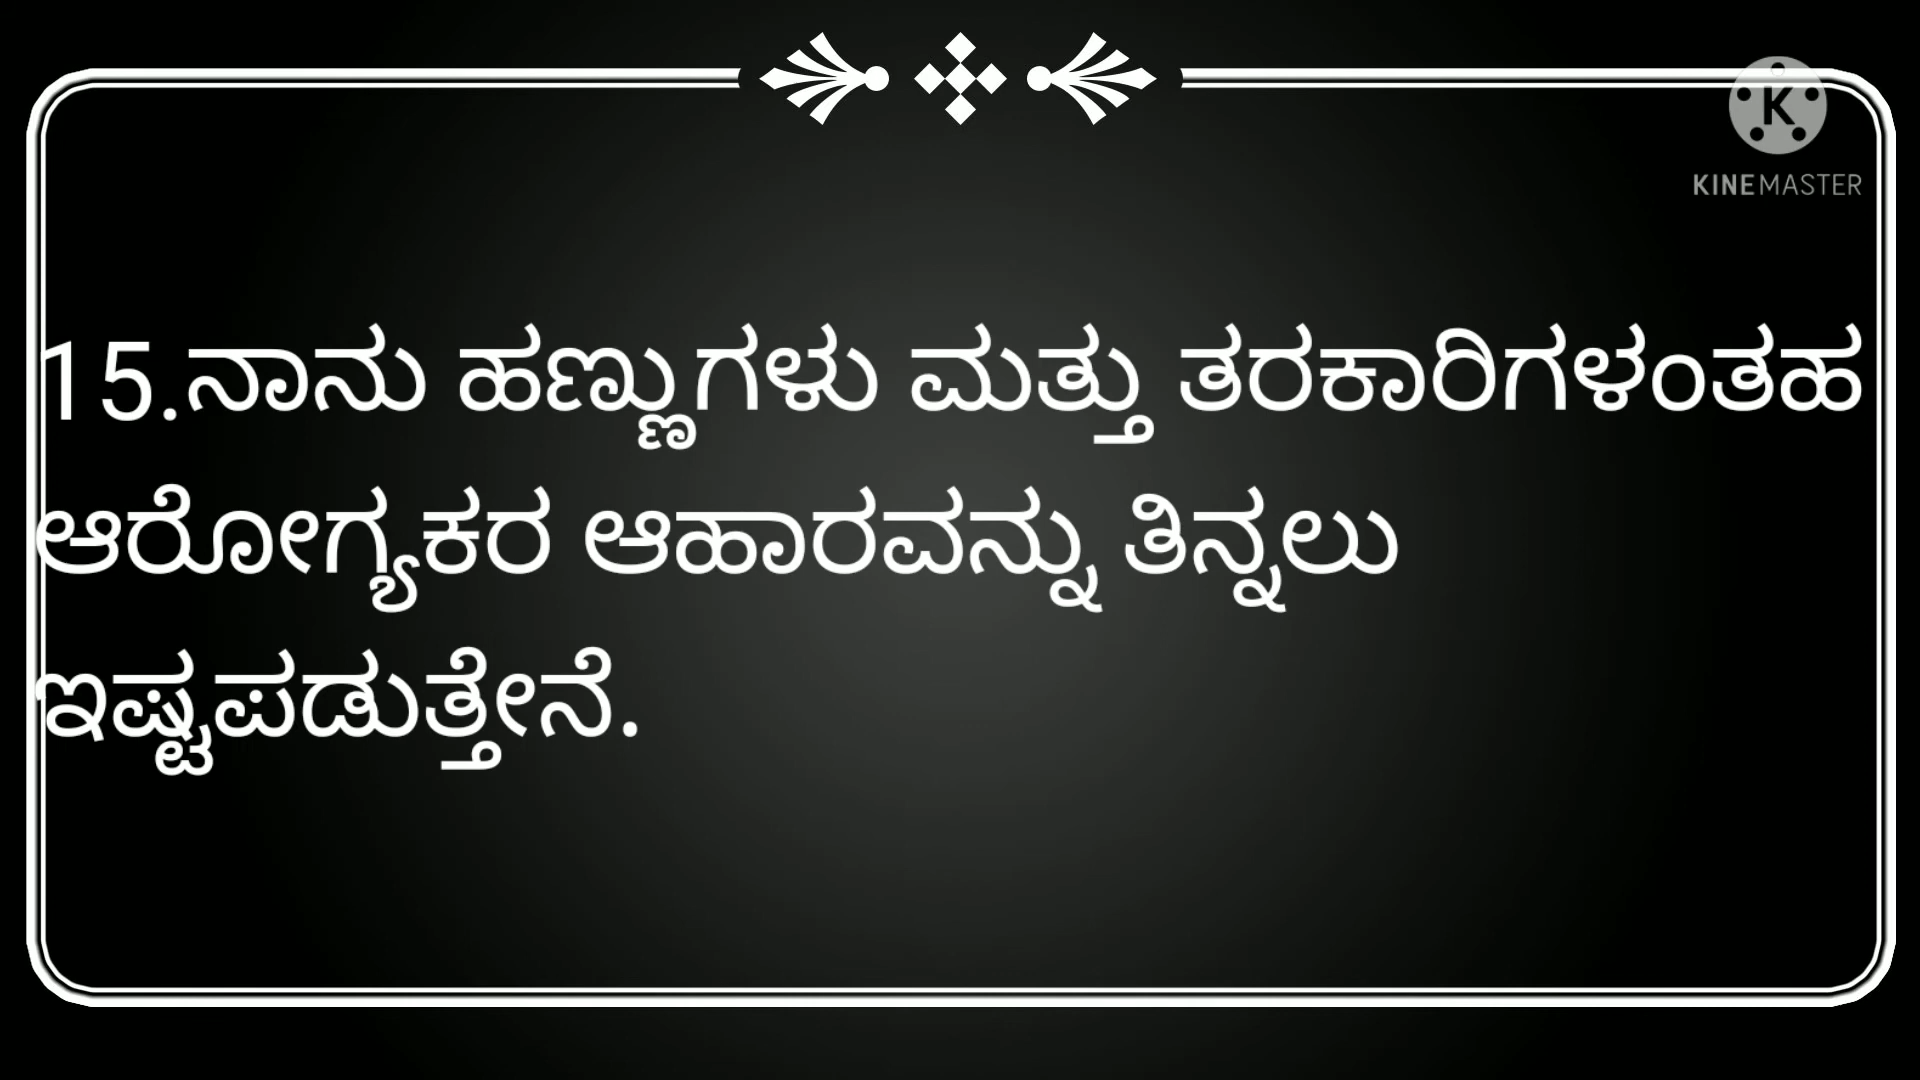 KINEMASTER
15.ನಾನು ಹಣ್ಣುಗಳು ಮತ್ತು ತರಕಾರಿಗಳಂತಹ
ಆರೋಗ್ಯಕರ ಆಹಾರವನ್ನು ತಿನ್ನಲು
ಇಷ್ಟಪಡುತ್ತೇನೆ.